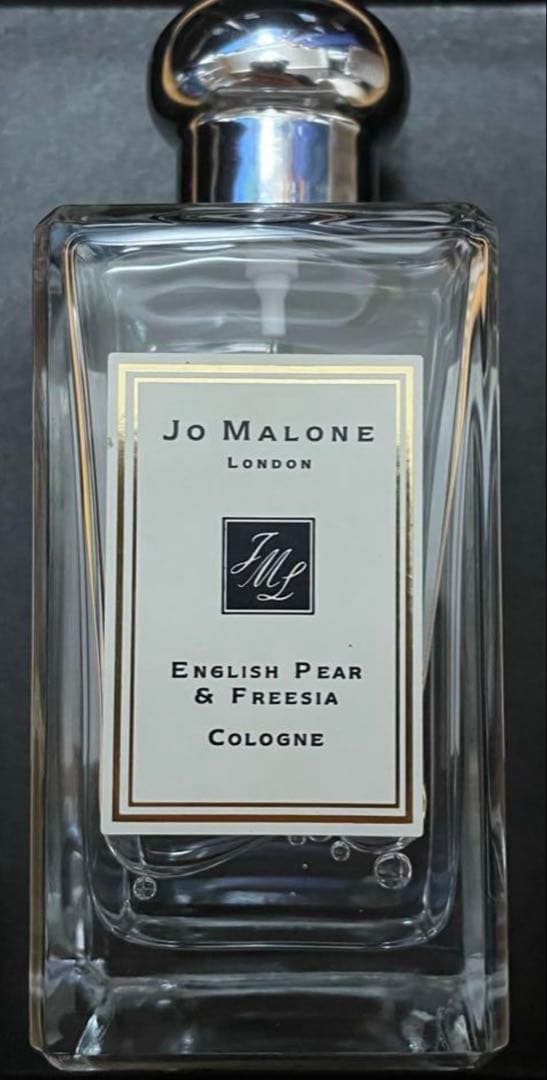 JO MALONE
LONDON
JML
ENGLISH PEAR
& FREESIA
COLOGNE